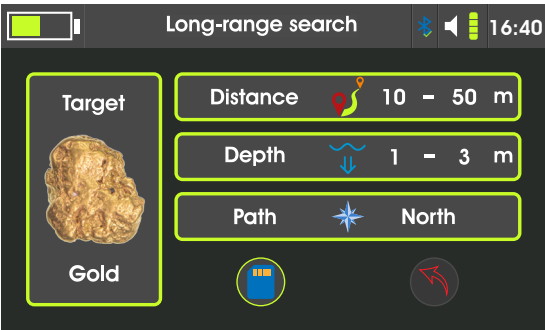 Long-range search
16:40
Target
Gold
Distance 10 - 50 m
Depth 1 - 3 m
Path North